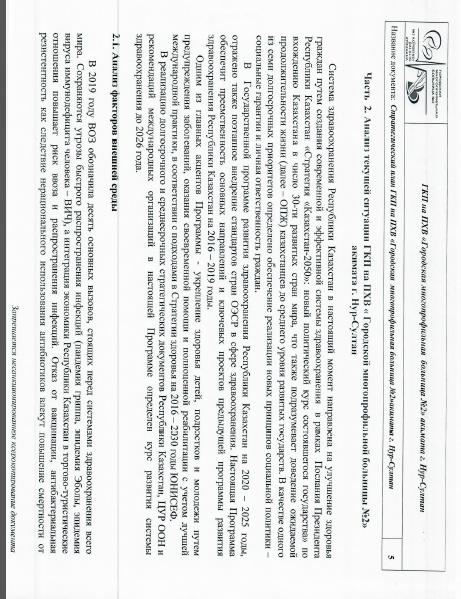 ГОРОДСКАЯ
МНОГОПРОФИЛЬНАЯ
БОЛЬНИЦА №2
ГКП на ПХВ «Городская многопрофильная больница №2» акимата г. Нур-Султан
Название документа: Стратегический план ГКП на ПХВ «Городская многопрофильная больница №2»акимата г. Нур-Султан
5
Часть 2. Анализ текущей ситуации ГКП на ПХВ « Городской многопрофильной больницы №2»
акимата г. Нур-Султан
Система здравоохранения Республики Казахстан в настоящий момент направлена на улучшение здоровья
граждан путем создания современной и эффективной системы здравоохранения в рамках Послания Президента
Республики Казахстан «Стратегия «Казахстан-2050»: новый политический курс состоявшегося государства» по
вхождению Казахстана в число 30-ти развитых стран мира, что также подразумевает доведение ожидаемой
продолжительности жизни (далее – ОПЖ) казахстанцев до среднего уровня развитых государств. В качестве одного
из семи долгосрочных приоритетов определено обеспечение реализации новых принципов социальной политики –
социальные гарантии и личная ответственность граждан.
В Государственной программе развития здравоохранения Республики Казахстан на 2020 – 2025 годы,
отражено также поэтапное внедрение стандартов стран ОЭСР в сфере здравоохранения. Настоящая Программа
обеспечит преемственность основных направлений и ключевых проектов предыдущей программы развития
здравоохранения Республики Казахстан на 2016 – 2019 годы.
Одним из главных акцентов Программы - укрепление здоровья детей, подростков и молодежи путем
предупреждения заболеваний, оказания своевременной помощи и полноценной реабилитации с учетом лучшей
международной практики, в соответствии с подходами в Стратегии здоровья на 2016 – 2030 годы ЮНИСЕФ.
В реализацию долгосрочного и среднесрочного стратегических документов Республики Казахстан, ЦУР ООН и
рекомендаций международных организаций в настоящей Программе определен курс развития системы
здравоохранения до 2026 года.
2.1. Анализ факторов внешней среды
В 2019 году ВОЗ обозначила десять основных вызовов, стоящих перед системами здравоохранения всего
мира. Сохраняются угрозы быстрого распространения инфекций (пандемия гриппа, эпидемия Эболы, эпидемия
вируса иммунодефицита человека – ВИЧ), а интеграция экономики Республики Казахстан в торгово-туристические
отношения повышает риск ввоза и распространения инфекций. Отказ от вакцинации, антибактериальная
резистентность как следствие нерационального использования антибиотиков влекут повышение смертности от
Запрещается несанкционированное ксерокопирование документа